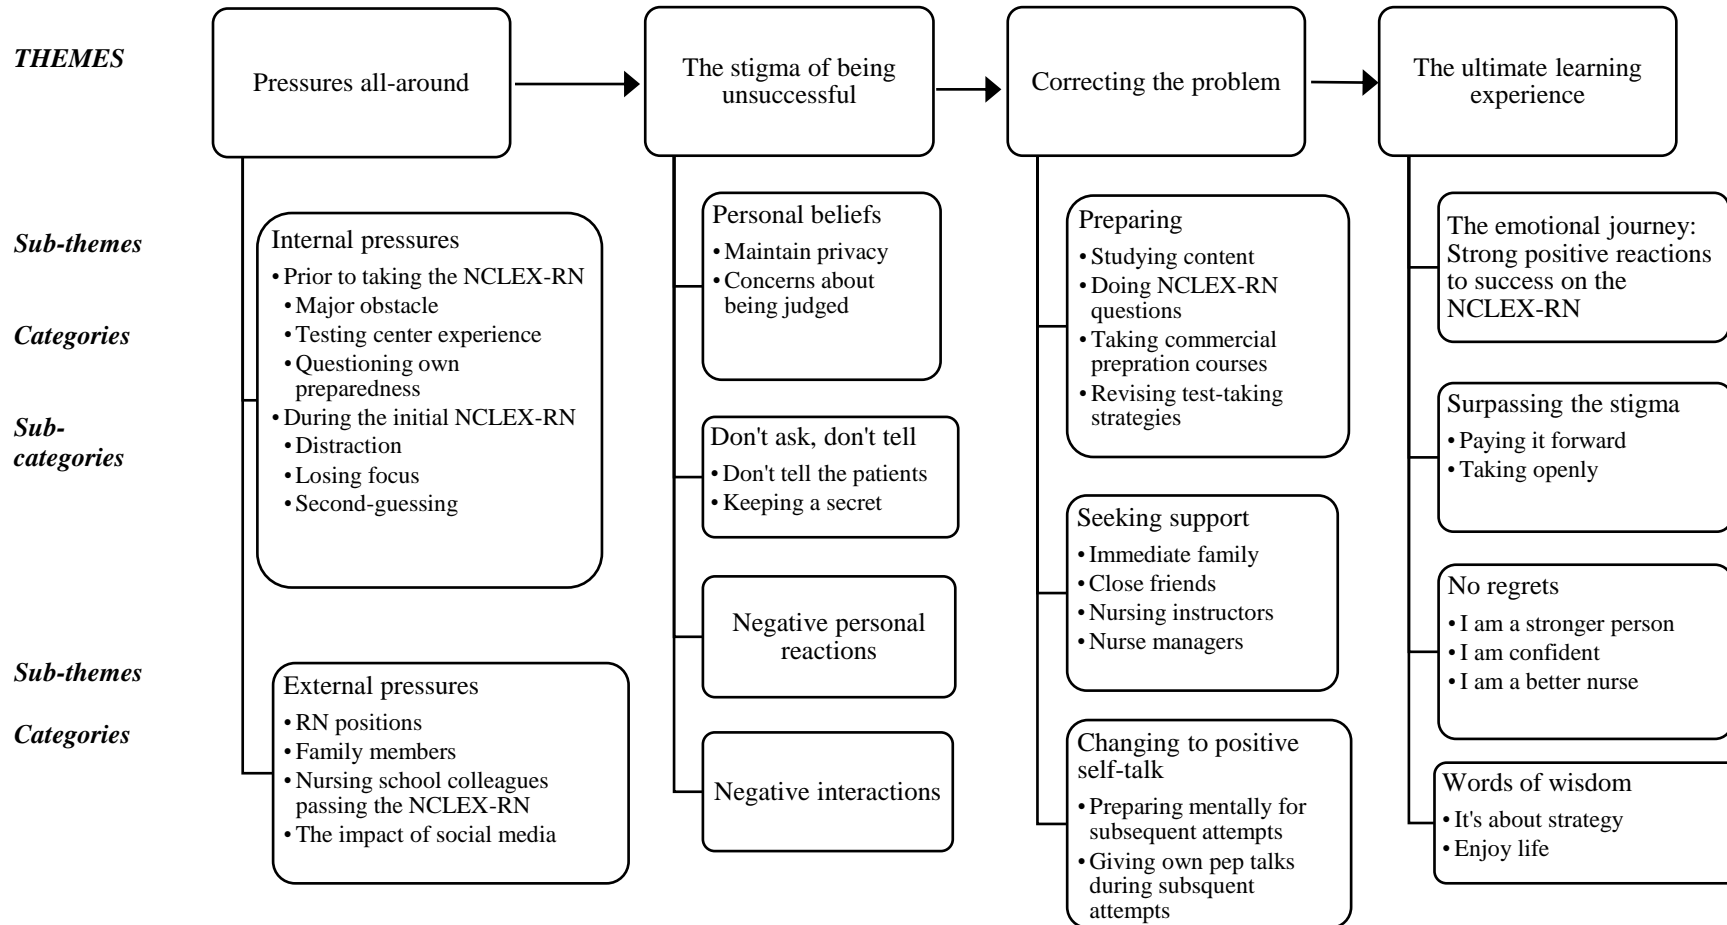 THEMES
Sub-themes
Categories
Sub-
categories
Sub-themes
Categories
Pressures all-around
Internal pressures
• Prior to taking the NCLEX-RN
• Major obstacle
• Testing center experience
• Questioning own
preparedness
• During the initial NCLEX-RN
• Distraction
• Losing focus
• Second-guessing
External pressures
• RN positions
• Family members
• Nursing school colleagues
passing the NCLEX-RN
• The impact of social media
The stigma of being
unsuccessful
Personal beliefs
• Maintain privacy
• Concerns about
being judged
Don't ask, don't tell
• Don't tell the patients
• Keeping a secret
Negative personal
reactions
Negative interactions
Correcting the problem
Preparing
• Studying content
• Doing NCLEX-RN
questions
• Taking commercial
prepration courses
• Revising test-taking
strategies
Seeking support
• Immediate family
• Close friends
• Nursing instructors
• Nurse managers
Changing to positive
self-talk
• Preparing mentally for
subsequent attempts
• Giving own pep talks
during subsquent
attempts
The ultimate learning
experience
The emotional journey:
Strong positive reactions
to success on the
NCLEX-RN
Surpassing the stigma
• Paying it forward
• Taking openly
No regrets
• I am a stronger person
• I am confident
• I am a better nurse
Words of wisdom
• It's about strategy
• Enjoy life